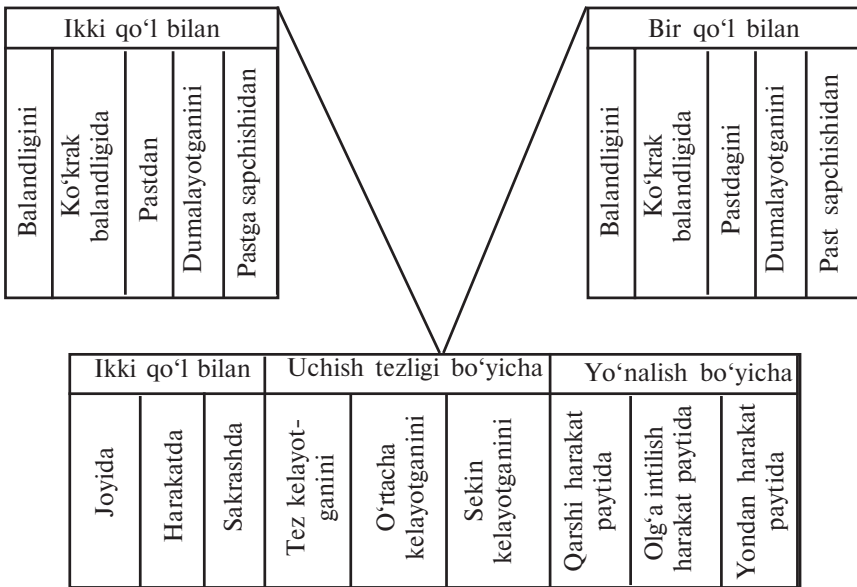 Ikki qo‘l bilan
Balandligini
Ko‘krak
balandligida
Pastdan
Dumalayotganini
Pastga sapchishidan
Bir qo‘l bilan
Balandligini
Ko‘krak
balandligida
Pastdagini
Dumalayotganini
Past sapchishidan
Ikki qo‘l bilan
Joyida
Harakatda
Sakrashda
Uchish tezligi bo‘yicha
Tez kelayot-
ganini
O‘rtacha
kelayotganini
Sekin
kelayotganini
Yo‘nalish bo‘yicha
Qarshi harakat
paytida
Olg‘a intilish
harakat paytida
Yondan harakat
paytida